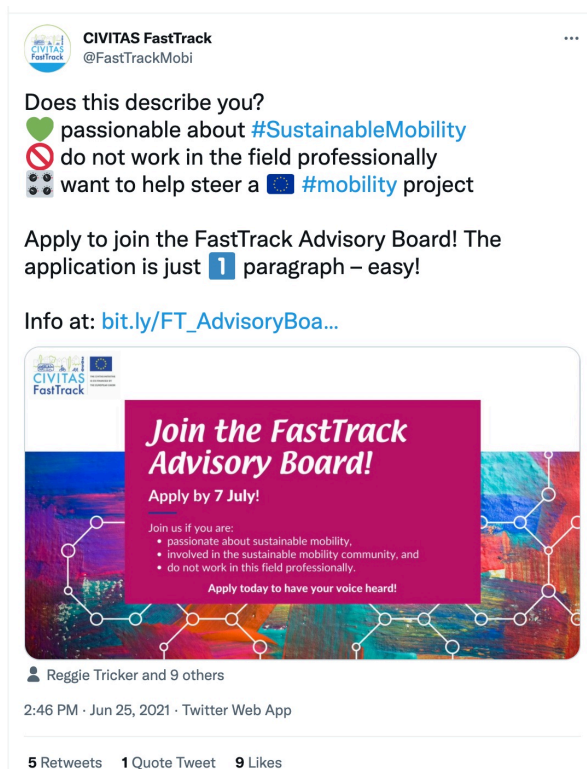 CIVITAS
FastTrack
CIVITAS FastTrack
@FastTrackMobi
Does this describe you?
💚 passionable about #SustainableMobility
🚫 do not work in the field professionally
🎛 want to help steer a 🇪🇺 #mobility project
Apply to join the FastTrack Advisory Board! The
application is just 1️⃣ paragraph – easy!
Info at: bit.ly/FT_AdvisoryBoa...
CIVITAS
FastTrack
Join the FastTrack
Advisory Board!
Apply by 7 July!
Join us if you are:
• passionate about sustainable mobility,
• involved in the sustainable mobility community, and
• do not work in this field professionally.
Apply today to have your voice heard!
Reggie Tricker and 9 others
2:46 PM · Jun 25, 2021 · Twitter Web App
5 Retweets 1 Quote Tweet 9 Likes